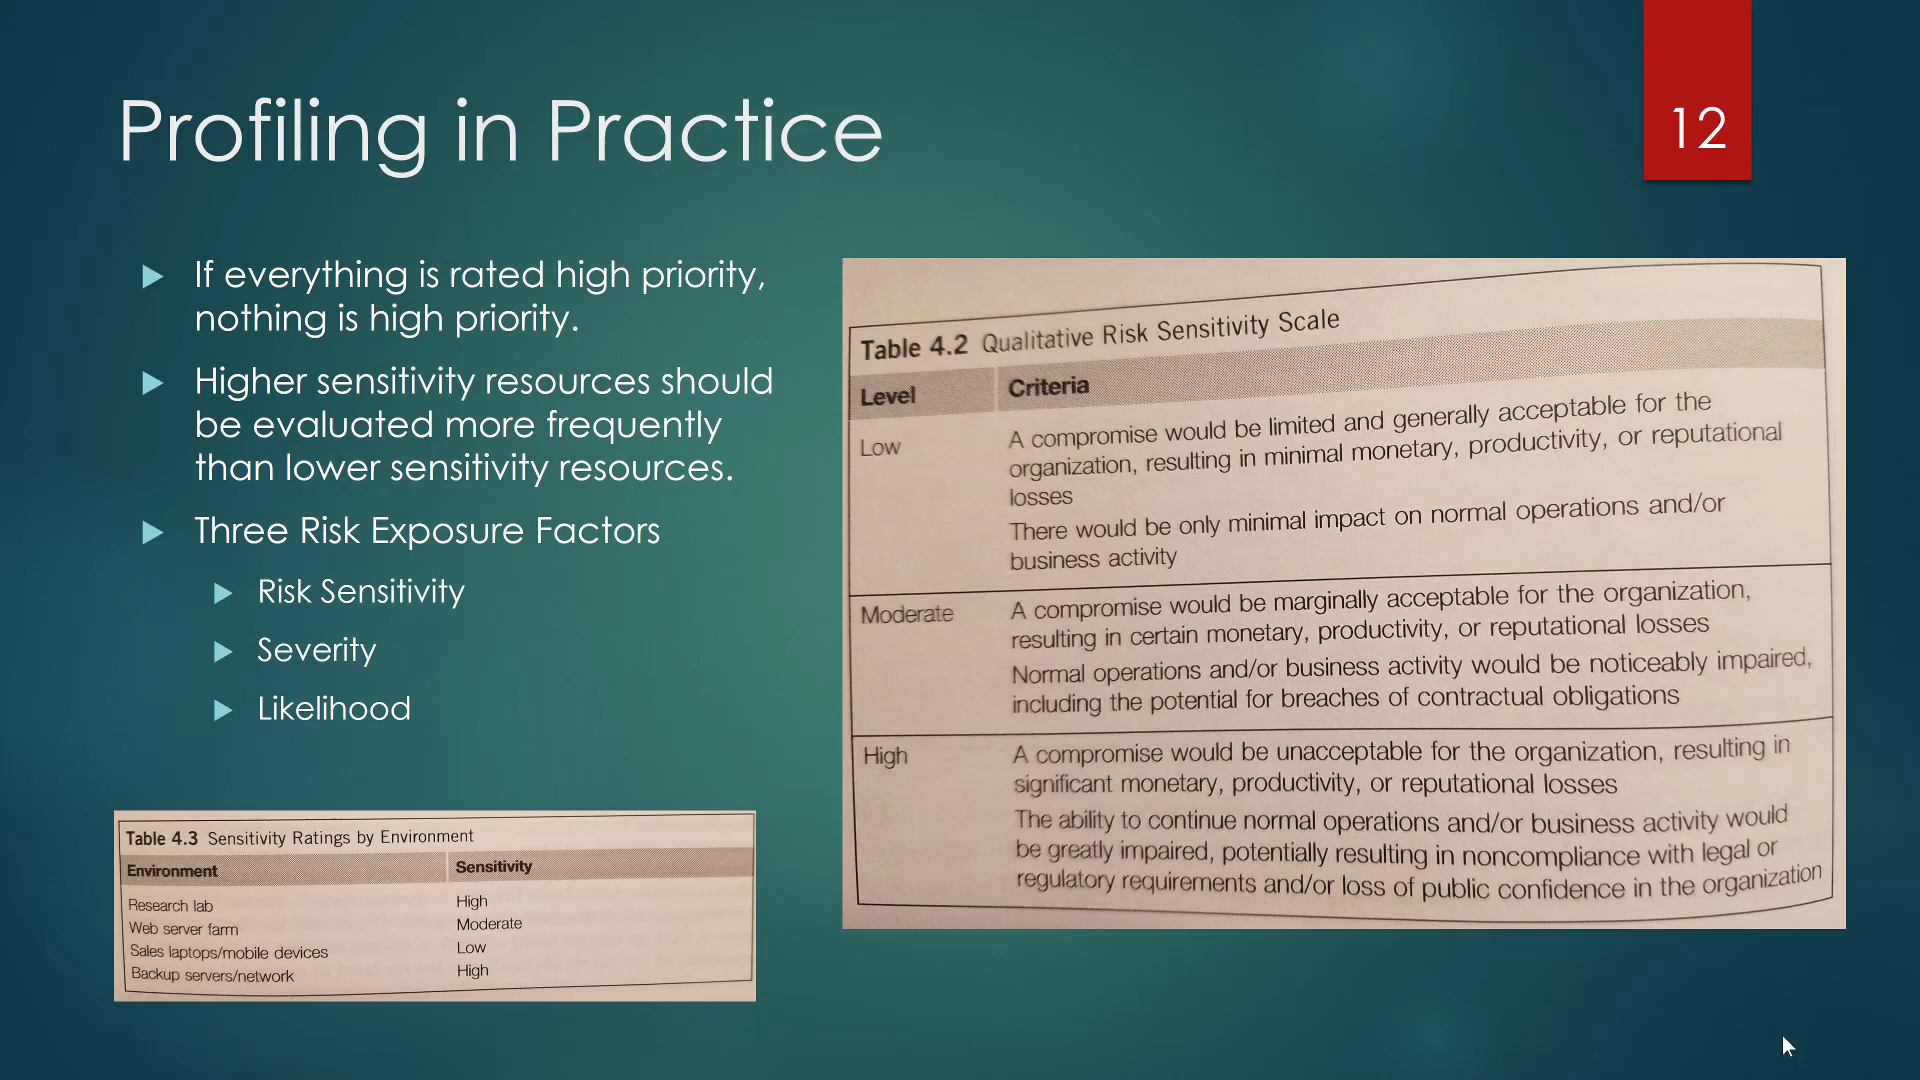 Profiling in Practice
12
If everything is rated high priority,
nothing is high priority.
Higher sensitivity resources should
be evaluated more frequently
than lower sensitivity resources.
Three Risk Exposure Factors
Risk Sensitivity
Severity
Likelihood
Table 4.3 Sensitivity Ratings by Environment
Environment Sensitivity
Research lab High
Web server farm Moderate
Sales laptops/mobile devices Low
Backup servers/network High
Table 4.2 Qualitative Risk Sensitivity Scale
Level Criteria
Low A compromise would be limited and generally acceptable for the
organization, resulting in minimal monetary, productivity, or reputational
losses
There would be only minimal impact on normal operations and/or
business activity
Moderate A compromise would be marginally acceptable for the organization,
resulting in certain monetary, productivity, or reputational losses
Normal operations and/or business activity would be noticeably impaired,
including the potential for breaches of contractual obligations
High A compromise would be unacceptable for the organization, resulting in
significant monetary, productivity, or reputational losses
The ability to continue normal operations and/or business activity would
be greatly impaired, potentially resulting in noncompliance with legal or
regulatory requirements and/or loss of public confidence in the organization